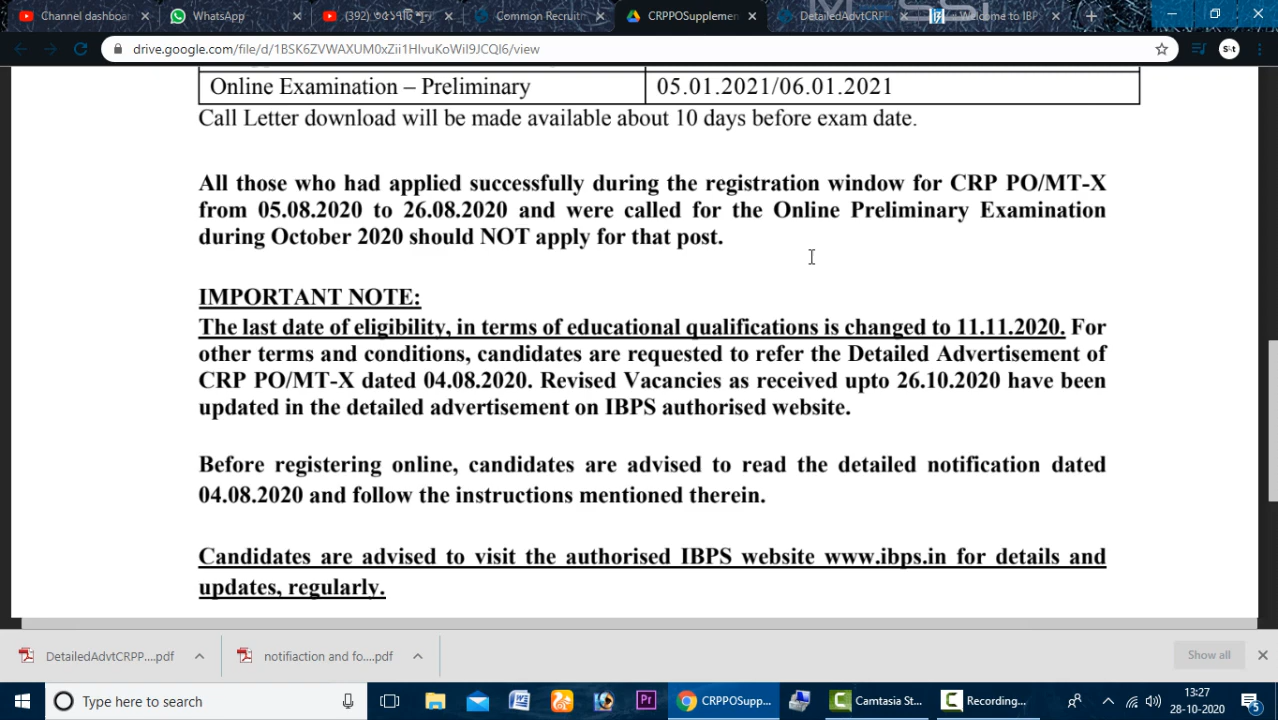 Channel dashboar
WhatsApp
Common Recruitm
CRPPOSupplemen
DetailedAdvtCRPP
Welcome to IBP
drive.google.com/file/d/1BSK6ZVWAXUM0xZii1HIvuKoWiI9JCQI6/view
Online Examination – Preliminary 05.01.2021/06.01.2021
Call Letter download will be made available about 10 days before exam date.
All those who had applied successfully during the registration window for CRP PO/MT-X
from 05.08.2020 to 26.08.2020 and were called for the Online Preliminary Examination
during October 2020 should NOT apply for that post.
IMPORTANT NOTE:
The last date of eligibility, in terms of educational qualifications is changed to 11.11.2020. For
other terms and conditions, candidates are requested to refer the Detailed Advertisement of
CRP PO/MT-X dated 04.08.2020. Revised Vacancies as received upto 26.10.2020 have been
updated in the detailed advertisement on IBPS authorised website.
Before registering online, candidates are advised to read the detailed notification dated
04.08.2020 and follow the instructions mentioned therein.
Candidates are advised to visit the authorised IBPS website www.ibps.in for details and
updates, regularly.
DetailedAdvtCRPP....pdf
notifiaction and fo....pdf
Show all
Type here to search
CRPPOSupp...
Camtasia St...
Recording...
13:27
28-10-2020
5